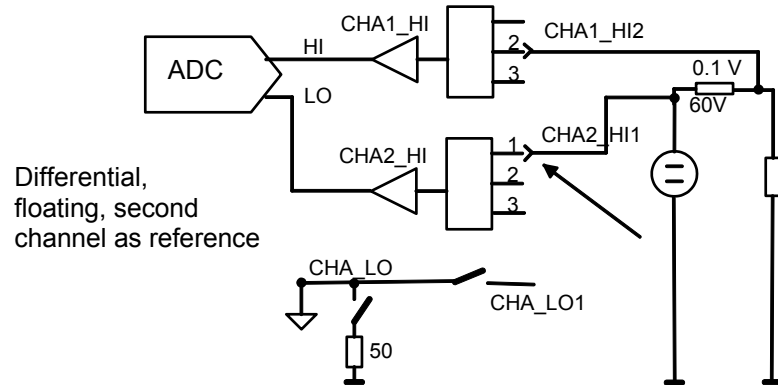 CHA1_HI
CHA1_HI2
HI
2
3
ADC
0.1 V
60V
LO
1
CHA2_HI1
CHA2_HI
2
3
Differential,
floating, second
channel as reference
CHA_LO
CHA_LO1
50